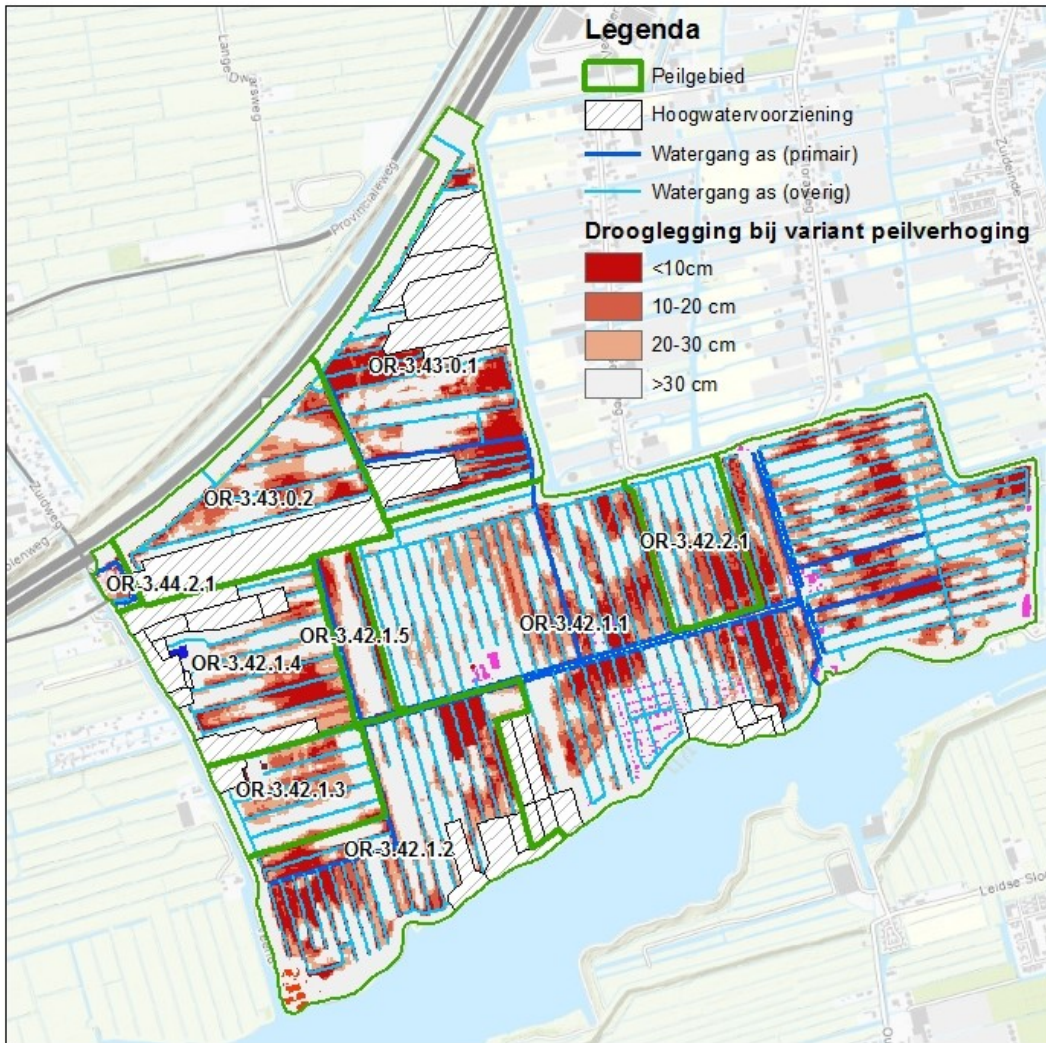 Legenda
Peilgebied
Hoogwatervoorziening
Watergang as (primair)
Watergang as (overig)
Drooglegging bij variant peilverhoging
<10cm
10-20 cm
20-30 cm
>30 cm
Lange
Provincialeweg
Zuideinde
OR-3.43.0.1
OR-3.43.0.2
Zuidweg
OR-3.44.2.1
OR-3.42.2.1
OR-3.42.1.1
OR-3.42.1.5
OR-3.42.1.4
OR-3.42.1.3
OR-3.42.1.2
Leidse Slo